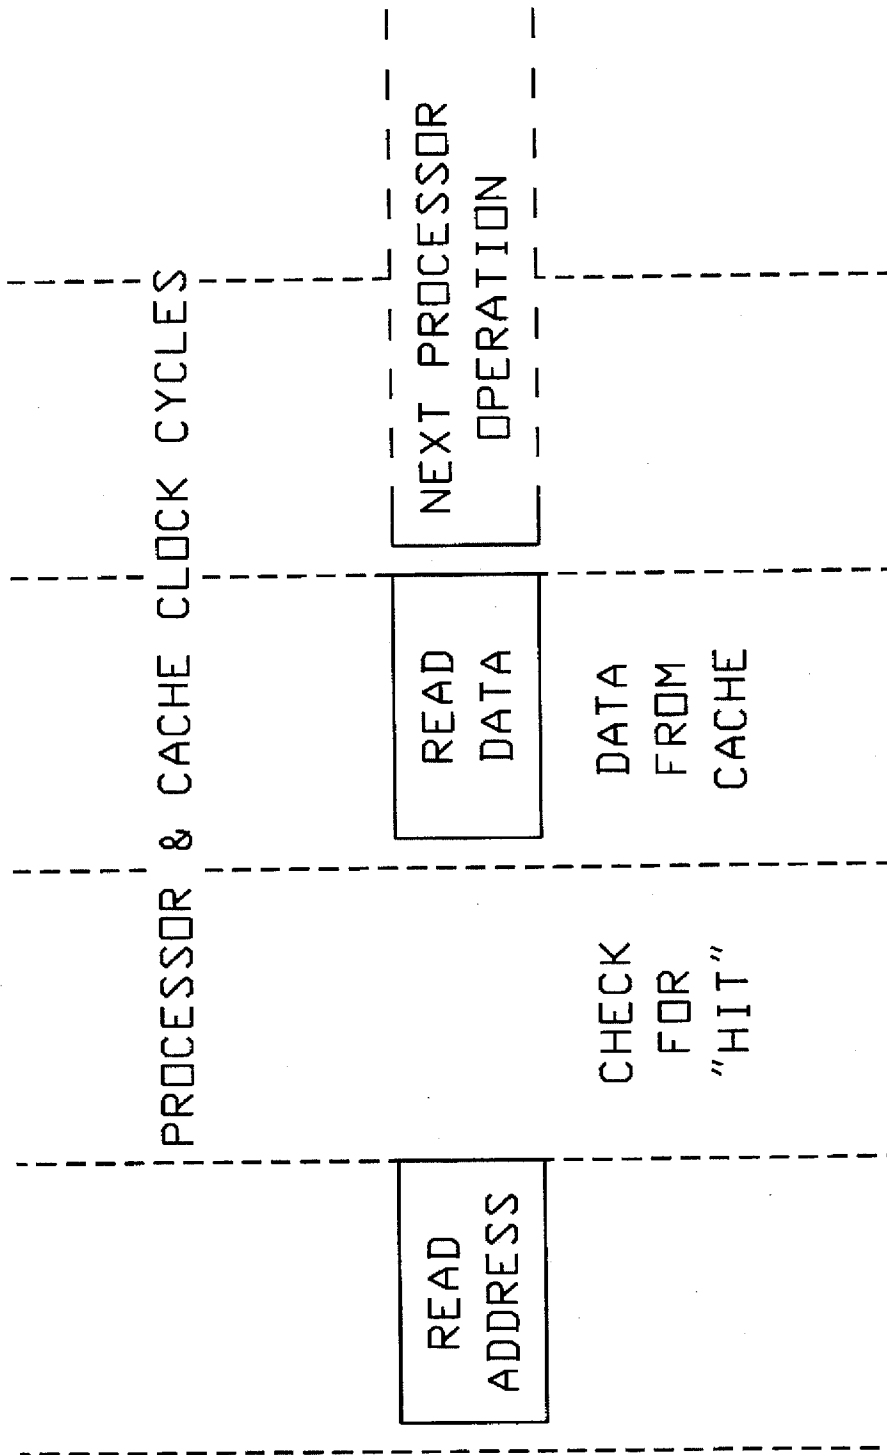 PROCESSOR & CACHE CLOCK CYCLES
READ
ADDRESS
READ
DATA
NEXT PROCESSOR
OPERATION
CHECK
FOR
"HIT"
DATA
FROM
CACHE